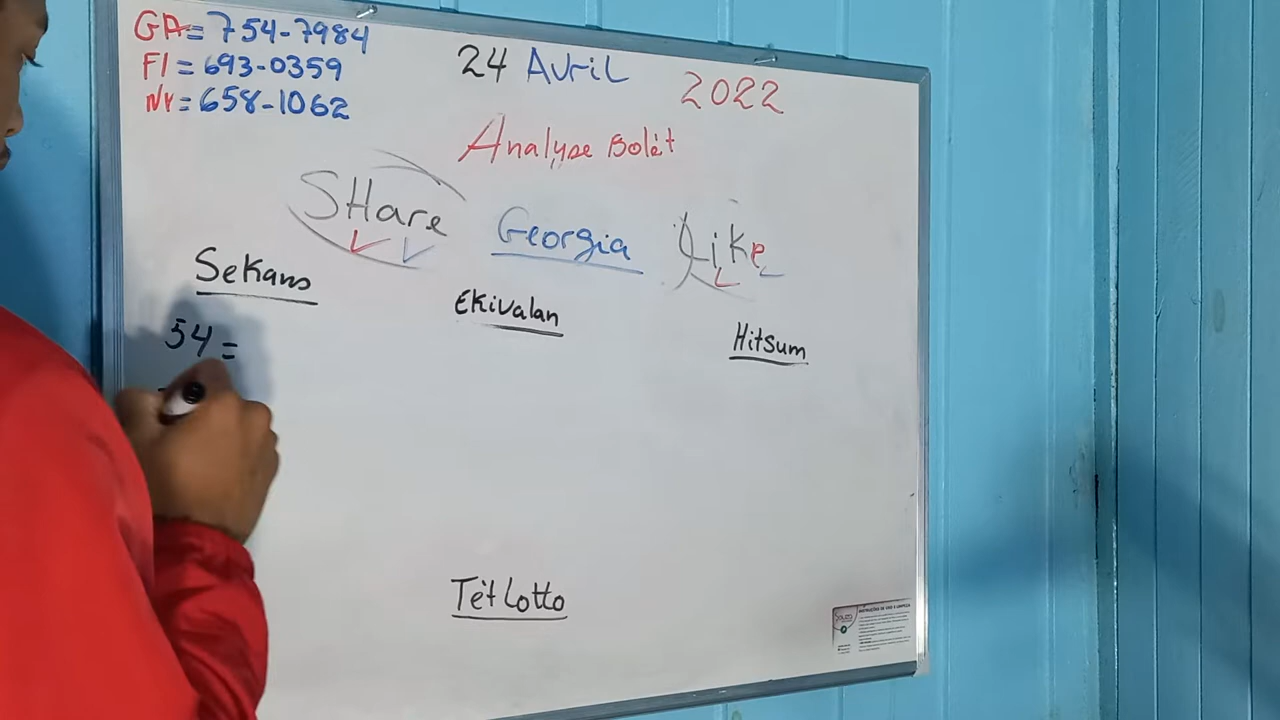 GA= 754-7984
FI = 693-0359
NY = 658-1062
24 Avril 2022
Analyse Bolèt
SHare Georgia Like
Sekans
Ekivalan
Hitsum
54 =
Tèt Lotto